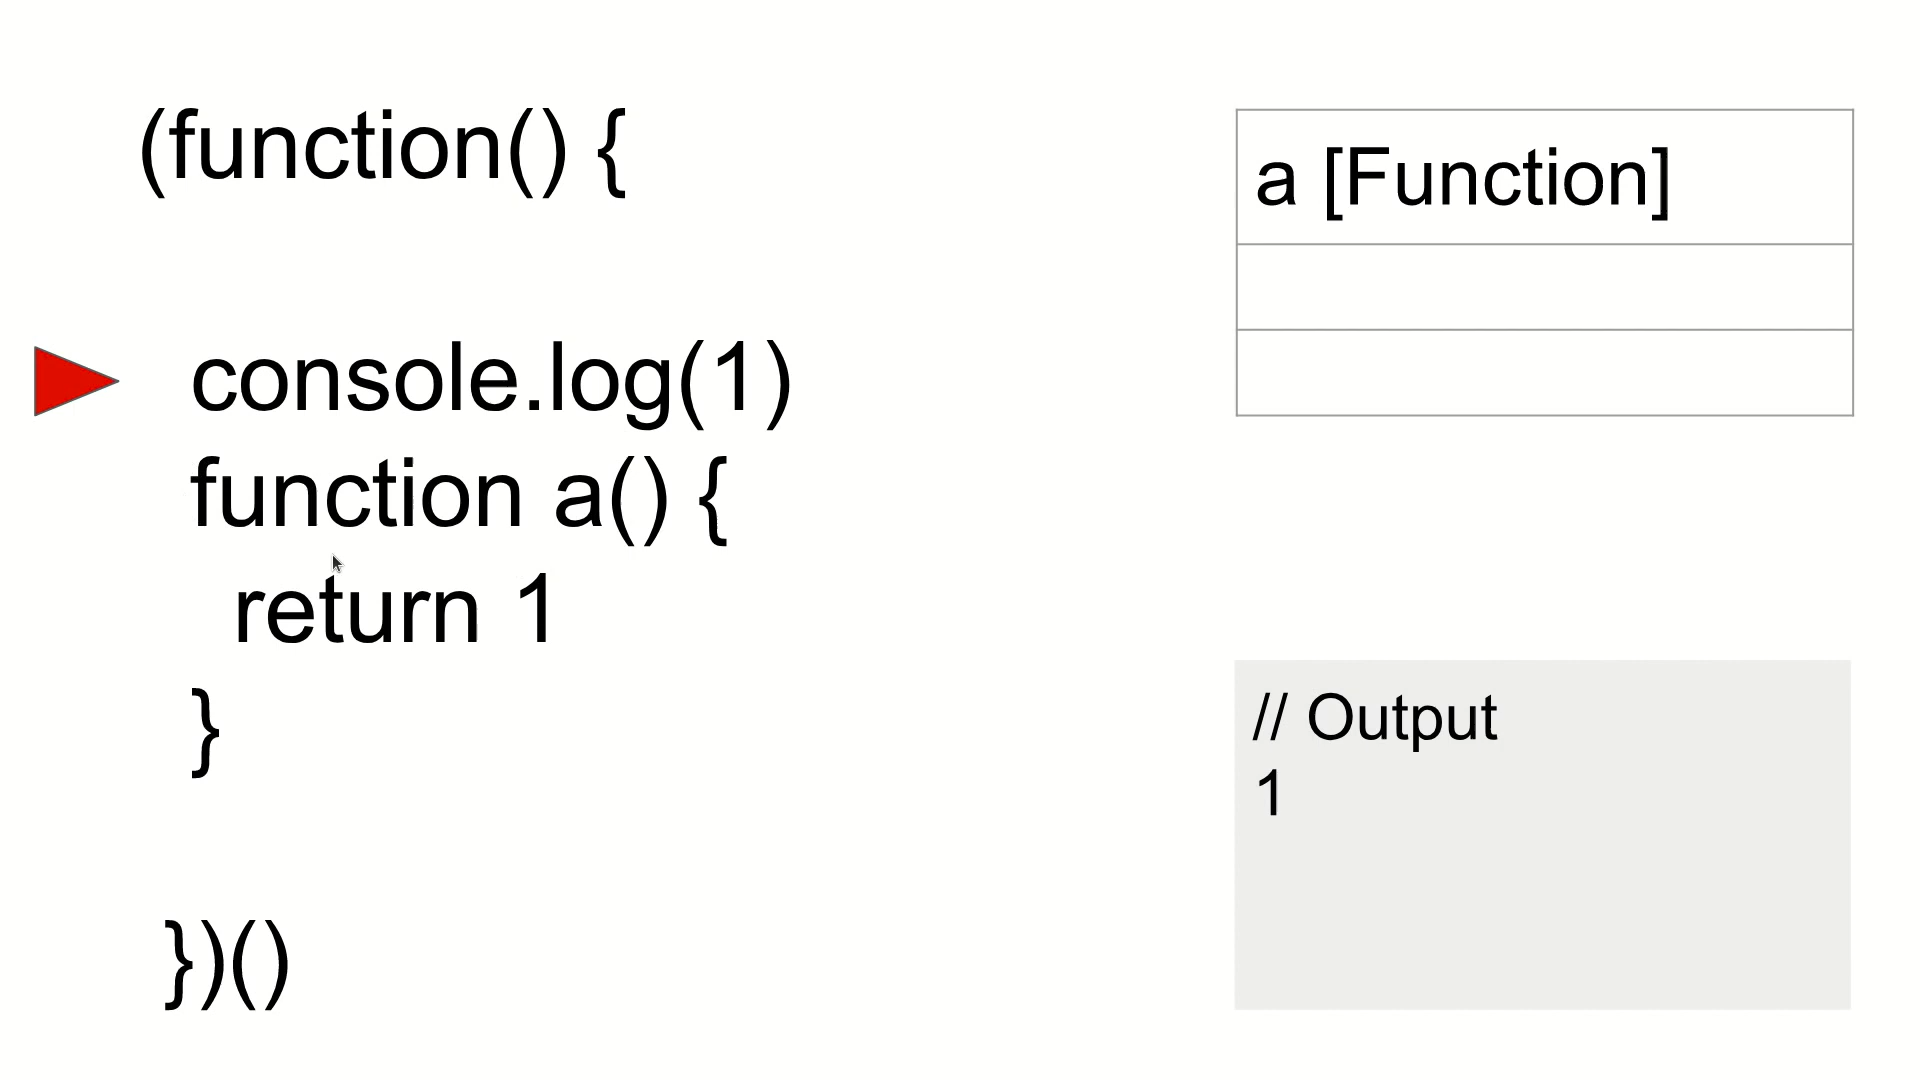 (function() {
console.log(1)
function a() {
return 1
}
})()
a [Function]
// Output
1